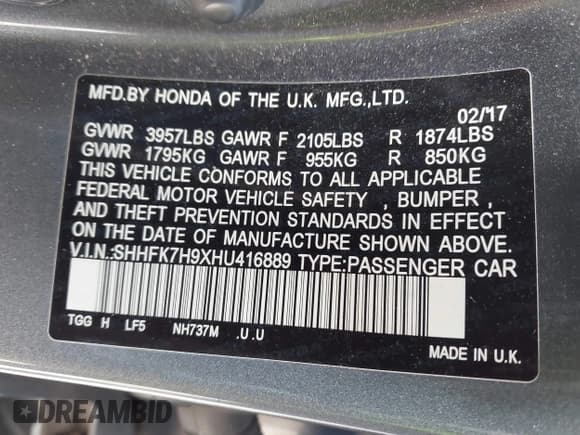 MFD.BY HONDA OF THE U.K. MFG.,LTD.
02/17
GVWR 3957LBS GAWR F 2105LBS R 1874LBS
GVWR 1795KG GAWR F 955KG R 850KG
THIS VEHICLE CONFORMS TO ALL APPLICABLE
FEDERAL MOTOR VEHICLE SAFETY , BUMPER ,
AND THEFT PREVENTION STANDARDS IN EFFECT
ON THE DATE OF MANUFACTURE SHOWN ABOVE.
V.I.N.:SHHFK7H9XHU416889 TYPE:PASSENGER CAR
TGG H LF5 NH737M .U .U
MADE IN U.K.
DREAMBID